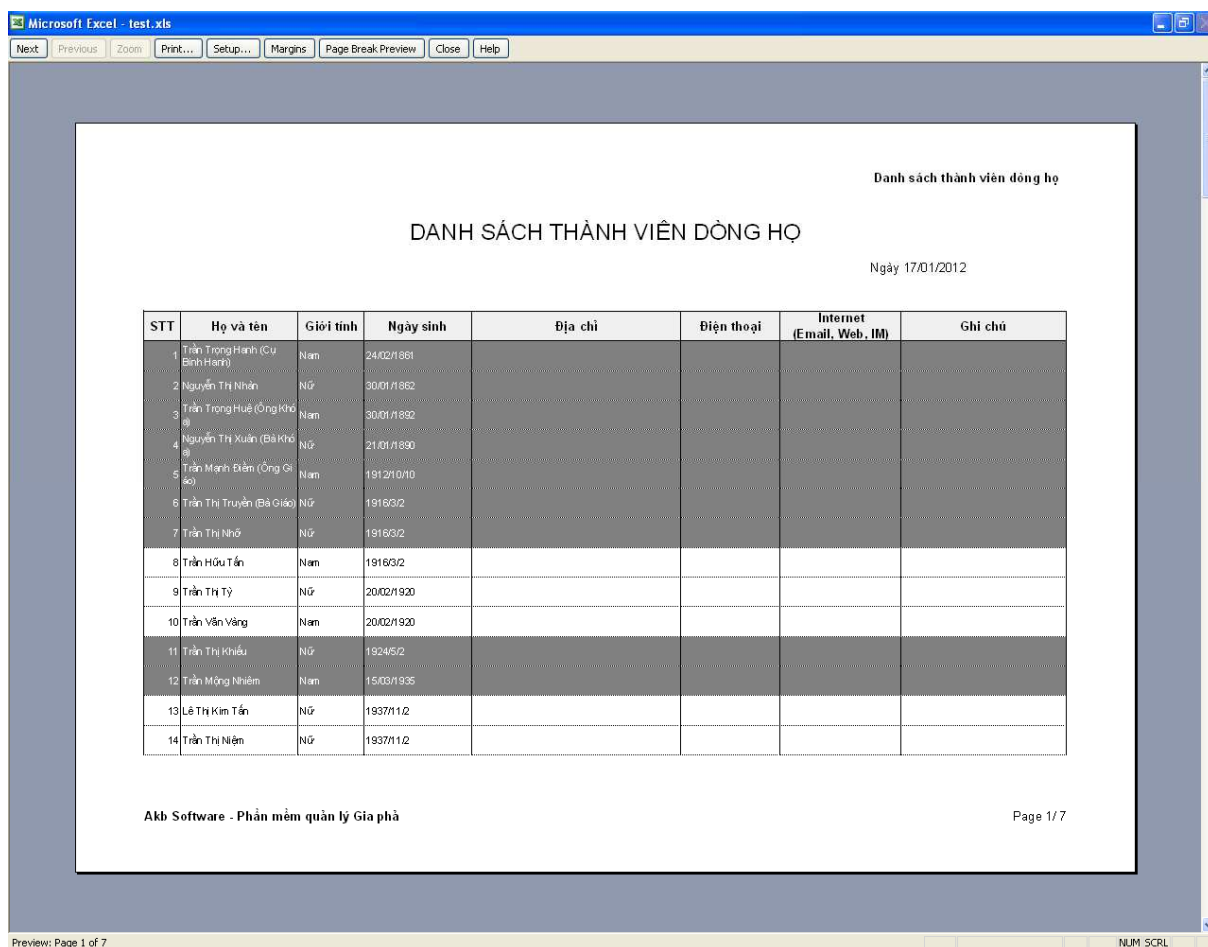 Microsoft Excel - test.xls
Next Previous Zoom Print... Setup... Margins Page Break Preview Close Help
Danh sách thành viên dòng họ
DANH SÁCH THÀNH VIÊN DÒNG HỌ
Ngày 17/01/2012
STT Họ và tên Giới tính Ngày sinh Địa chỉ Điện thoại Internet (Email, Web, IM) Ghi chú
1 Trần Trọng Hanh (Cụ Bình Hanh) Nam 24/02/1861
2 Nguyễn Thị Nhàn Nữ 30/01/1862
3 Trần Trọng Huệ (Ông Khóa) Nam 30/01/1892
4 Nguyễn Thị Xuân (Bà Khóa) Nữ 21/01/1890
5 Trần Mạnh Điềm (Ông Giáo) Nam 1912/10/10
6 Trần Thị Truyền (Bà Giáo) Nữ 1916/3/2
7 Trần Thị Nhỡ Nữ 1916/3/2
8 Trần Hữu Tấn Nam 1916/3/2
9 Trần Thị Tý Nữ 20/02/1920
10 Trần Văn Vàng Nam 20/02/1920
11 Trần Thị Khiếu Nữ 1924/5/2
12 Trần Mộng Nhiêm Nam 15/03/1935
13 Lê Thị Kim Tấn Nữ 1937/11/2
14 Trần Thị Niệm Nữ 1937/11/2
Akb Software - Phần mềm quản lý Gia phả
Page 1/ 7
Preview: Page 1 of 7
NUM SCRL